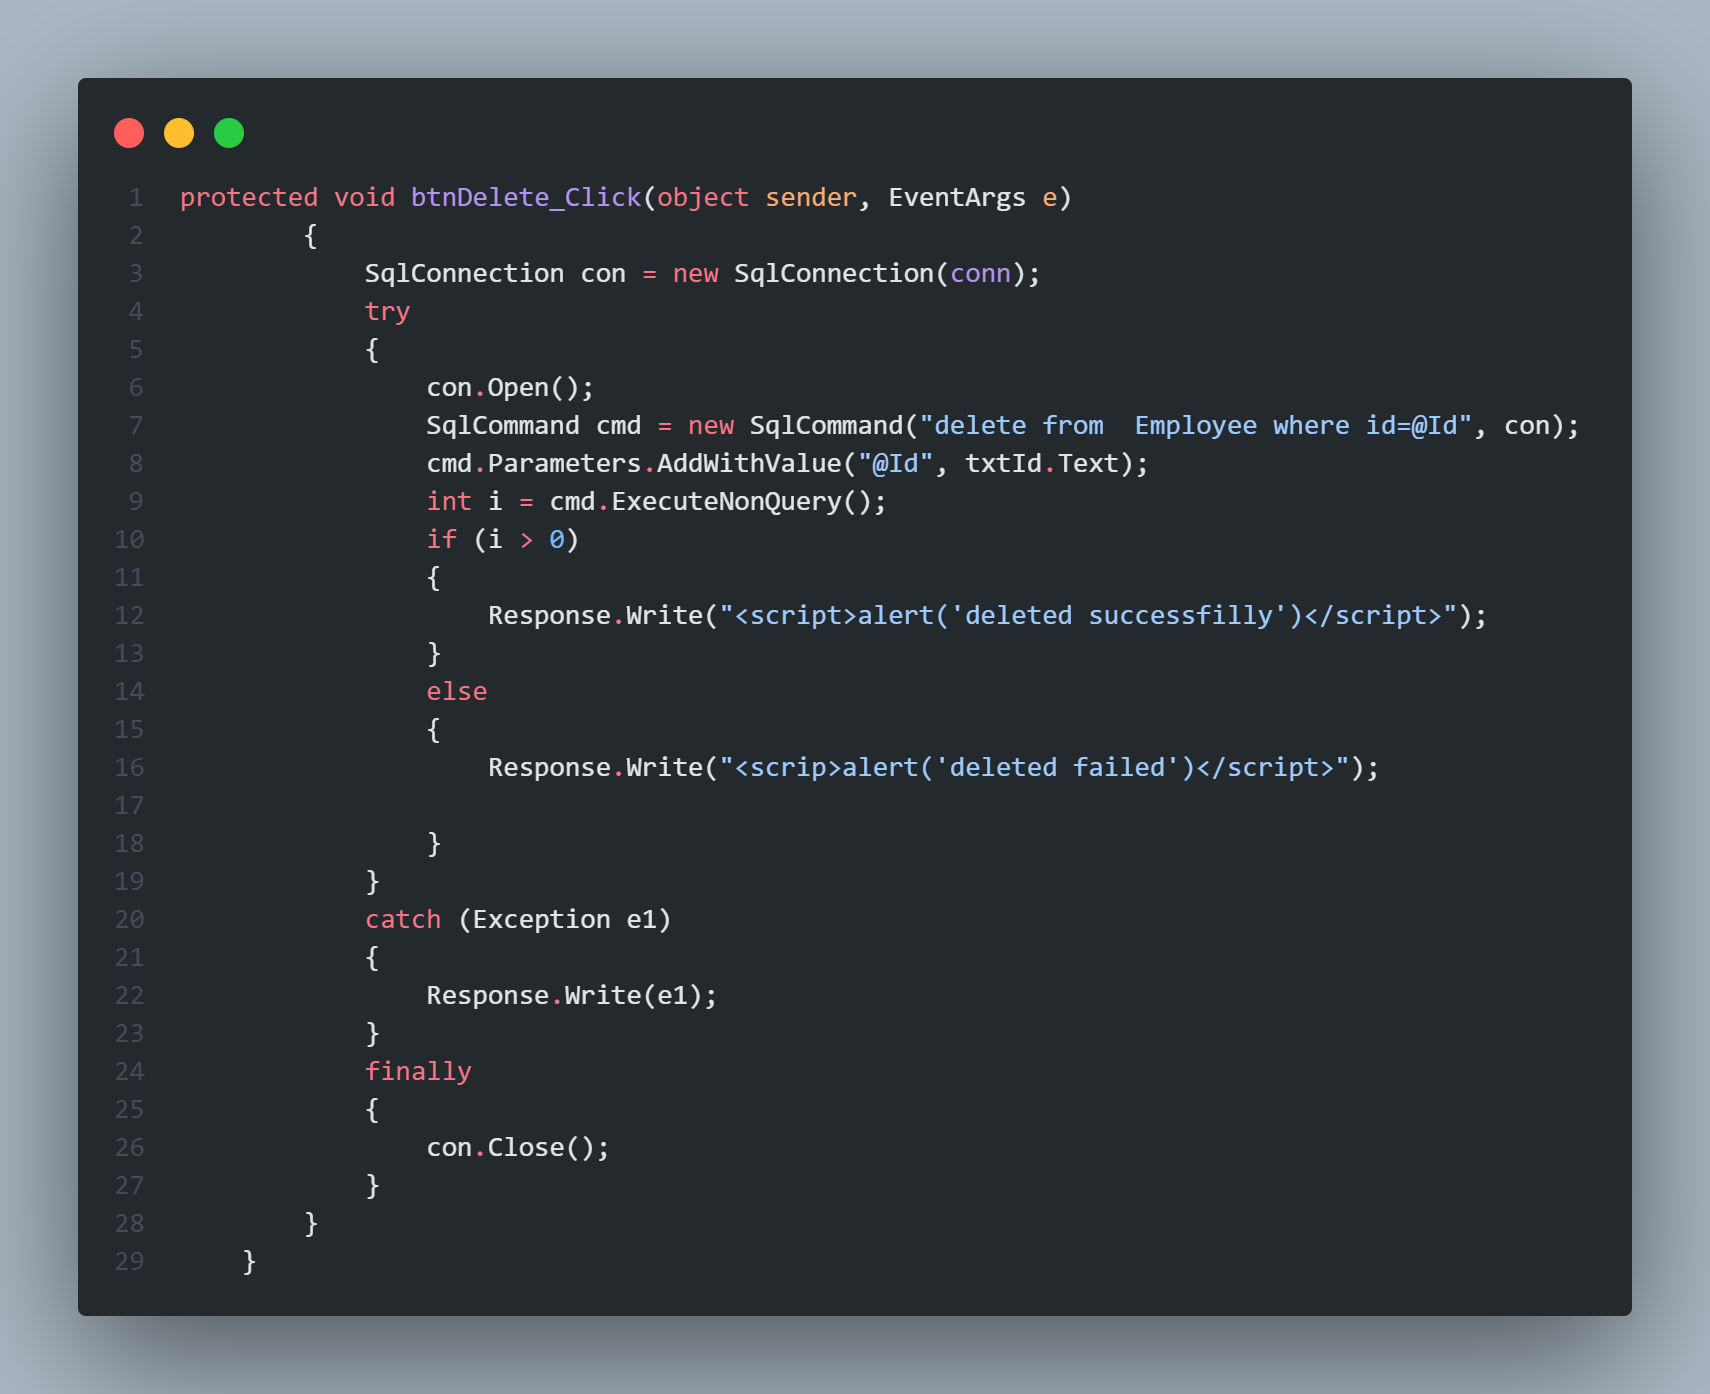 1 protected void btnDelete_Click(object sender, EventArgs e)
2         {
3             SqlConnection con = new SqlConnection(conn);
4             try
5             {
6                 con.Open();
7                 SqlCommand cmd = new SqlCommand("delete from  Employee where id=@Id", con);
8                 cmd.Parameters.AddWithValue("@Id", txtId.Text);
9                 int i = cmd.ExecuteNonQuery();
10                 if (i > 0)
11                 {
12                     Response.Write("<script>alert('deleted successfilly')</script>");
13                 }
14                 else
15                 {
16                     Response.Write("<scrip>alert('deleted failed')</script>");
17
18                 }
19             }
20             catch (Exception e1)
21             {
22                 Response.Write(e1);
23             }
24             finally
25             {
26                 con.Close();
27             }
28         }
29     }